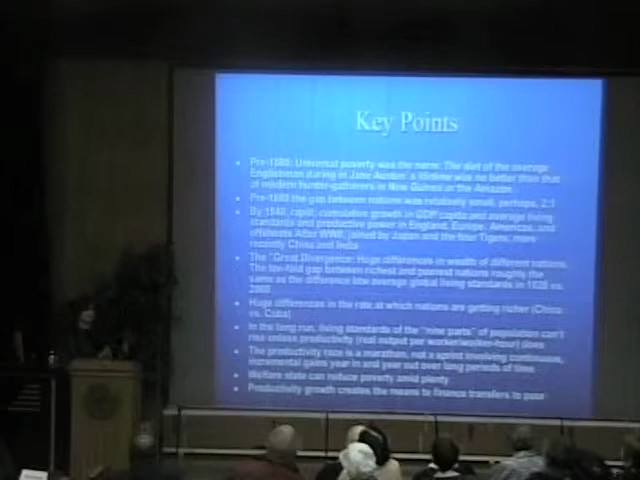 Key Points
Pre-1800: Universal poverty was the norm: The diet of the average
Englishman during in Jane Austen's lifetime was no better than that
of modern hunter-gatherers in New Guinea or the Amazon
Pre-1800 the gap between nations was relatively small, perhaps, 2:1
By 1840, rapid, cumulative growth in GDP capita and average living
standards and productive power in England, Europe, Americas, and
offshoots After WWII, joined by Japan and the four Tigers, more
recently China and India
The "Great Divergence: Huge differences in wealth of different nations.
The ten-fold gap between richest and poorest nations roughly the
same as the difference btw average global living standards in 1820 vs.
2000
Huge differences in the rate at which nations are getting richer (China
vs. Cuba)
In the long run, living standards of the "nine parts" of population can't
rise unless productivity (real output per worker/worker-hour) does
The productivity race is a marathon, not a sprint involving continuous,
incremental gains year in and year out over long periods of time
Welfare state can reduce poverty amid plenty
Productivity growth creates the means to finance transfers to poor